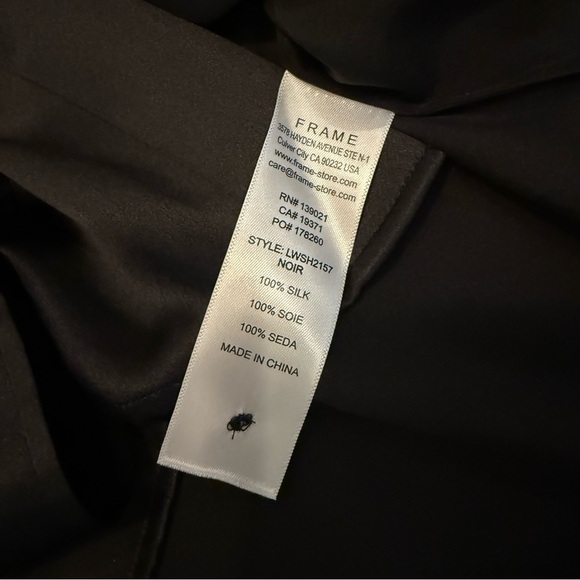 FRAME
3578 HAYDEN AVENUE STE N-1
Culver City CA 90232 USA
www.frame-store.com
care@frame-store.com
RN# 139021
CA# 19371
PO# 178260
STYLE: LWSH2157
NOIR
100% SILK
100% SOIE
100% SEDA
MADE IN CHINA